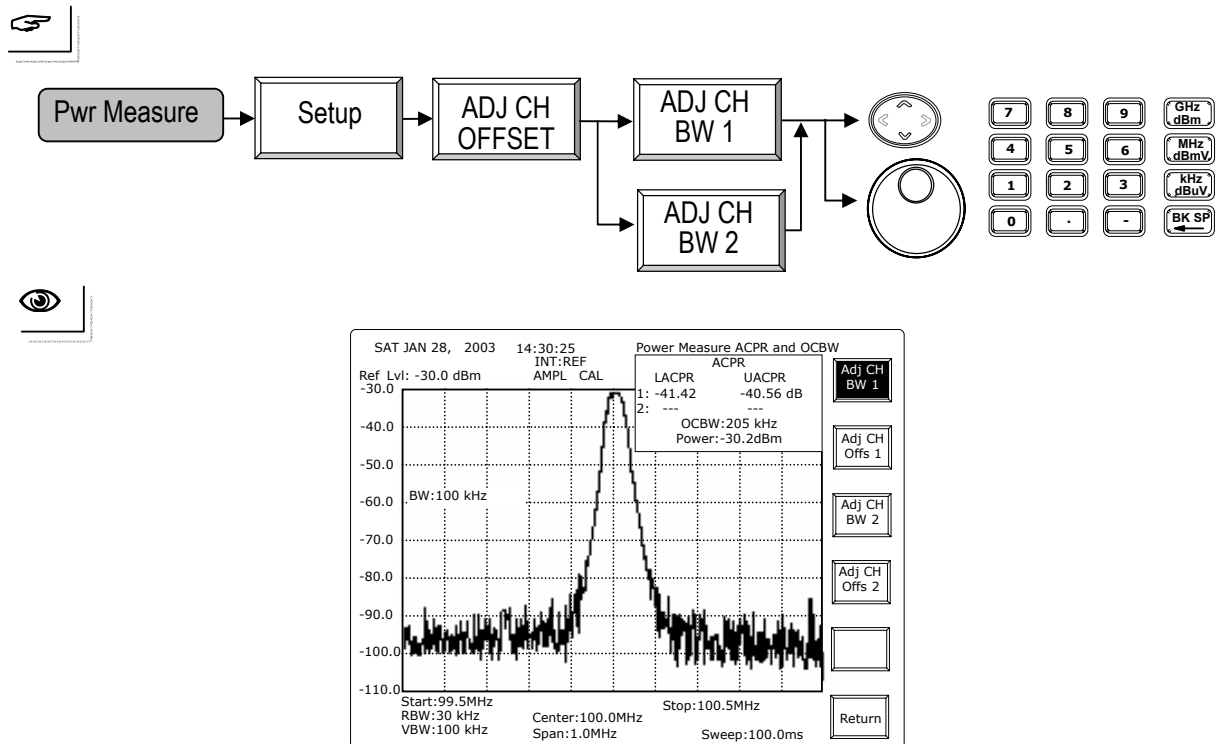 Pwr Measure
Setup
ADJ CH
OFFSET
ADJ CH
BW 1
ADJ CH
BW 2
7 8 9 GHz
dBm
4 5 6 MHz
dBmV
1 2 3 kHz
dBuV
0 . - BK SP
SAT JAN 28, 2003 14:30:25 Power Measure ACPR and OCBW
INT:REF
Ref Lvl: -30.0 dBm AMPL CAL
ACPR
LACPR UACPR
1: -41.42 -40.56 dB
2: --- ---
OCBW:205 kHz
Power:-30.2dBm
-30.0
-40.0
-50.0
-60.0
-70.0
-80.0
-90.0
-100.0
-110.0
BW:100 kHz
Start:99.5MHz Stop:100.5MHz
RBW:30 kHz Center:100.0MHz
VBW:100 kHz Span:1.0MHz Sweep:100.0ms
Adj CH
BW 1
Adj CH
Offs 1
Adj CH
BW 2
Adj CH
Offs 2
Return